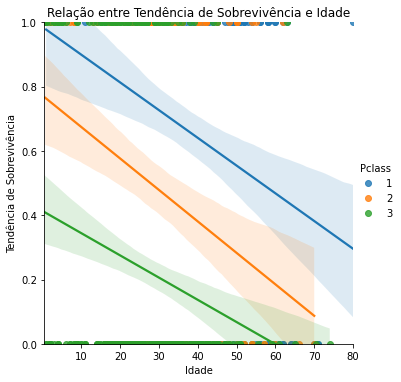 Relação entre Tendência de Sobrevivência e Idade
1.0
0.8
0.6
0.4
0.2
0.0
Tendência de Sobrevivência
10 20 30 40 50 60 70 80
Idade
Pclass
1
2
3